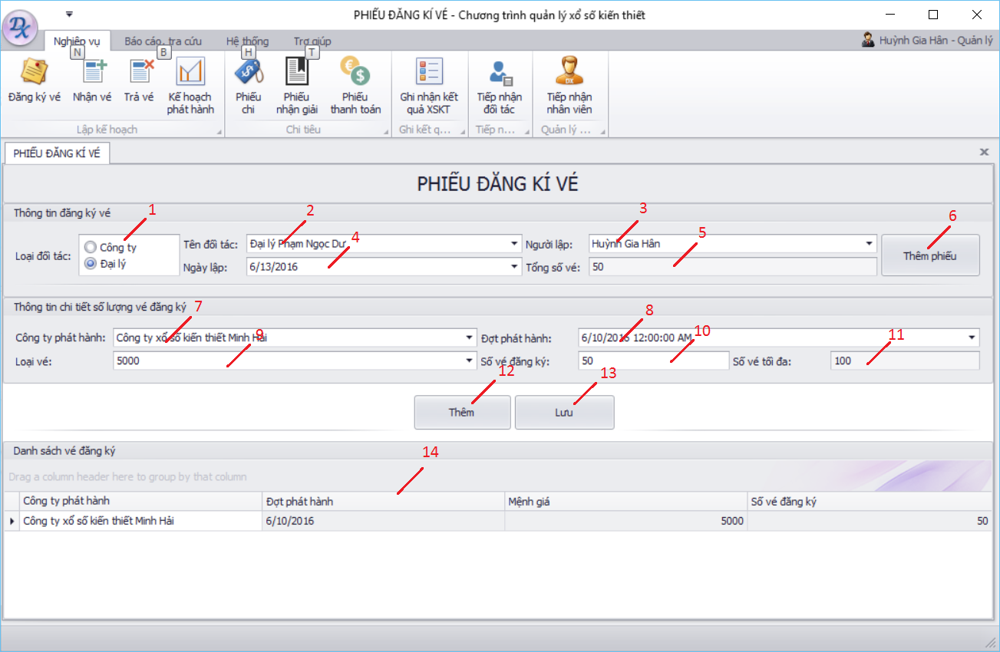 PHIẾU ĐĂNG KÍ VÉ - Chương trình quản lý xổ số kiến thiết
Nghiệp vụ Báo cáo, tra cứu Hệ thống Trợ giúp Huỳnh Gia Hân - Quản lý
N B H T
Đăng ký vé Nhận vé Trả vé Kế hoạch phát hành Phiếu chi Phiếu nhận giải Phiếu thanh toán Ghi nhận kết quả XSKT Tiếp nhận đối tác Tiếp nhận nhân viên
Lập kế hoạch Chi tiêu Ghi kết q... Tiếp n... Quản lý ...
PHIẾU ĐĂNG KÍ VÉ
PHIẾU ĐĂNG KÍ VÉ
Thông tin đăng ký vé 1 2 3 6
Loại đối tác: Công ty Tên đối tác: Đại lý Phạm Ngọc Dư 4 Người lập: Huỳnh Gia Hân 5 Thêm phiếu
Đại lý Ngày lập: 6/13/2016 Tổng số vé: 50
Thông tin chi tiết số lượng vé đăng ký 7 8
Công ty phát hành: Công ty xổ số kiến thiết Minh Hải 9 Đợt phát hành: 6/10/2016 12:00:00 AM 10 11
Loại vé: 5000 Số vé đăng ký: 50 Số vé tối đa: 100
12 13
Thêm Lưu
Danh sách vé đăng ký 14
Drag a column header here to group by that column
Công ty phát hành Đợt phát hành Mệnh giá Số vé đăng ký
Công ty xổ số kiến thiết Minh Hải 6/10/2016 5000 50